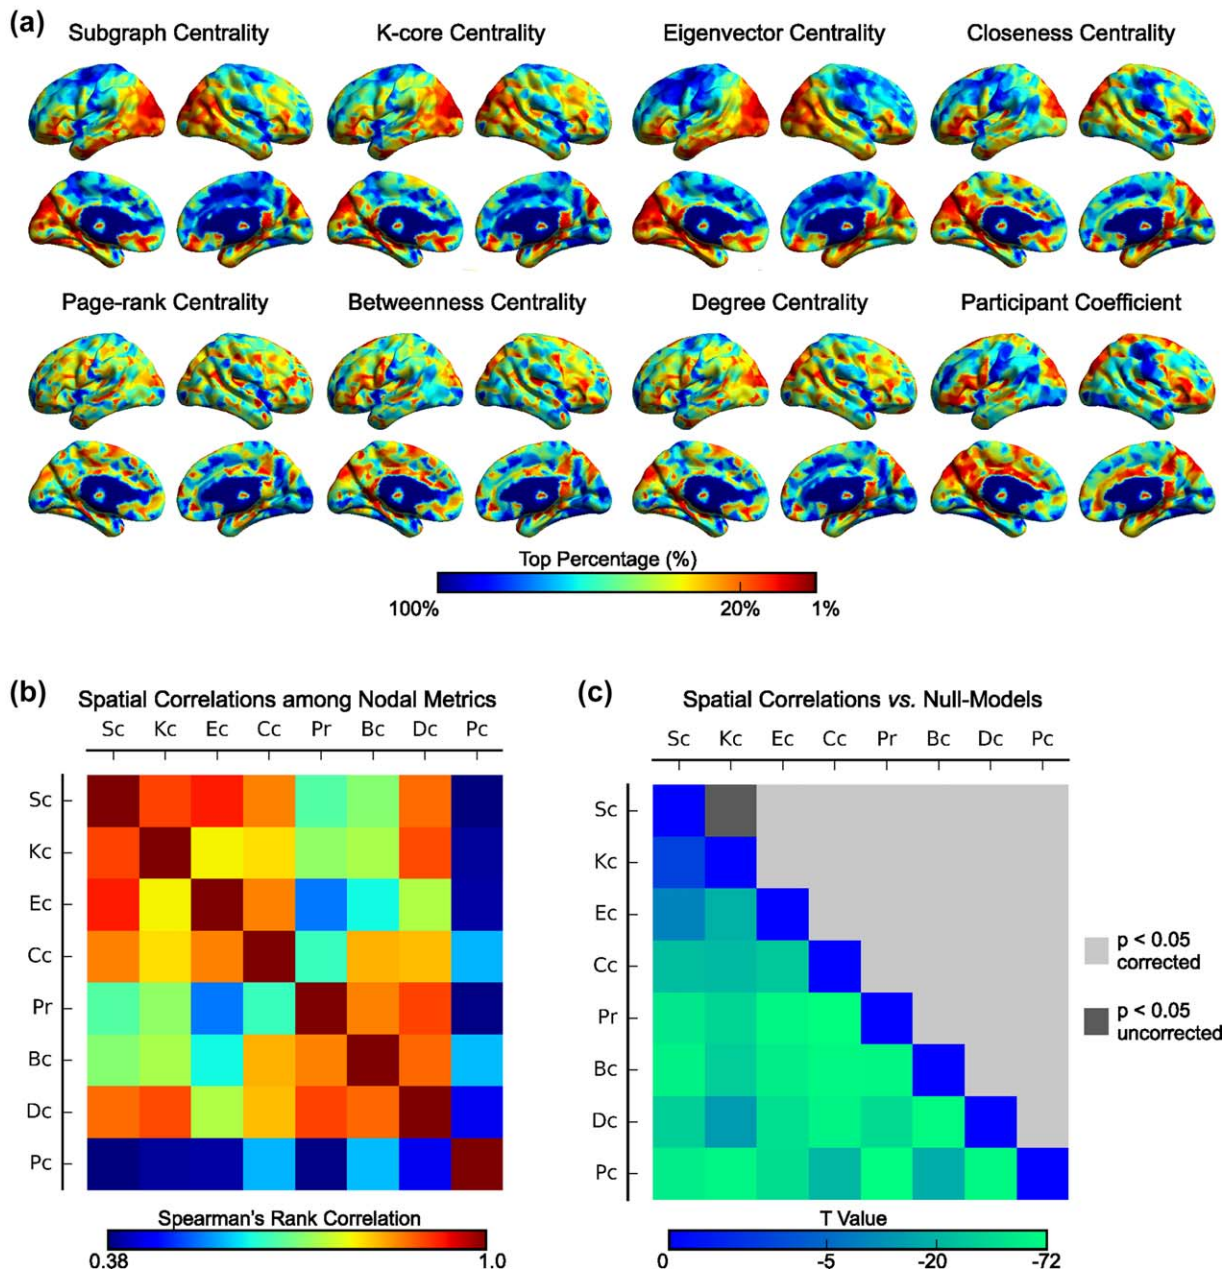 (a)
Subgraph Centrality K-core Centrality Eigenvector Centrality Closeness Centrality
Page-rank Centrality Betweenness Centrality Degree Centrality Participant Coefficient
Top Percentage (%)
100% 20% 1%
(b)
Spatial Correlations among Nodal Metrics
Sc Kc Ec Cc Pr Bc Dc Pc
Sc
Kc
Ec
Cc
Pr
Bc
Dc
Pc
Spearman's Rank Correlation
0.38 1.0
(c)
Spatial Correlations vs. Null-Models
Sc Kc Ec Cc Pr Bc Dc Pc
Sc
Kc
Ec
Cc
Pr
Bc
Dc
Pc
p < 0.05
corrected
p < 0.05
uncorrected
T Value
0 -5 -20 -72